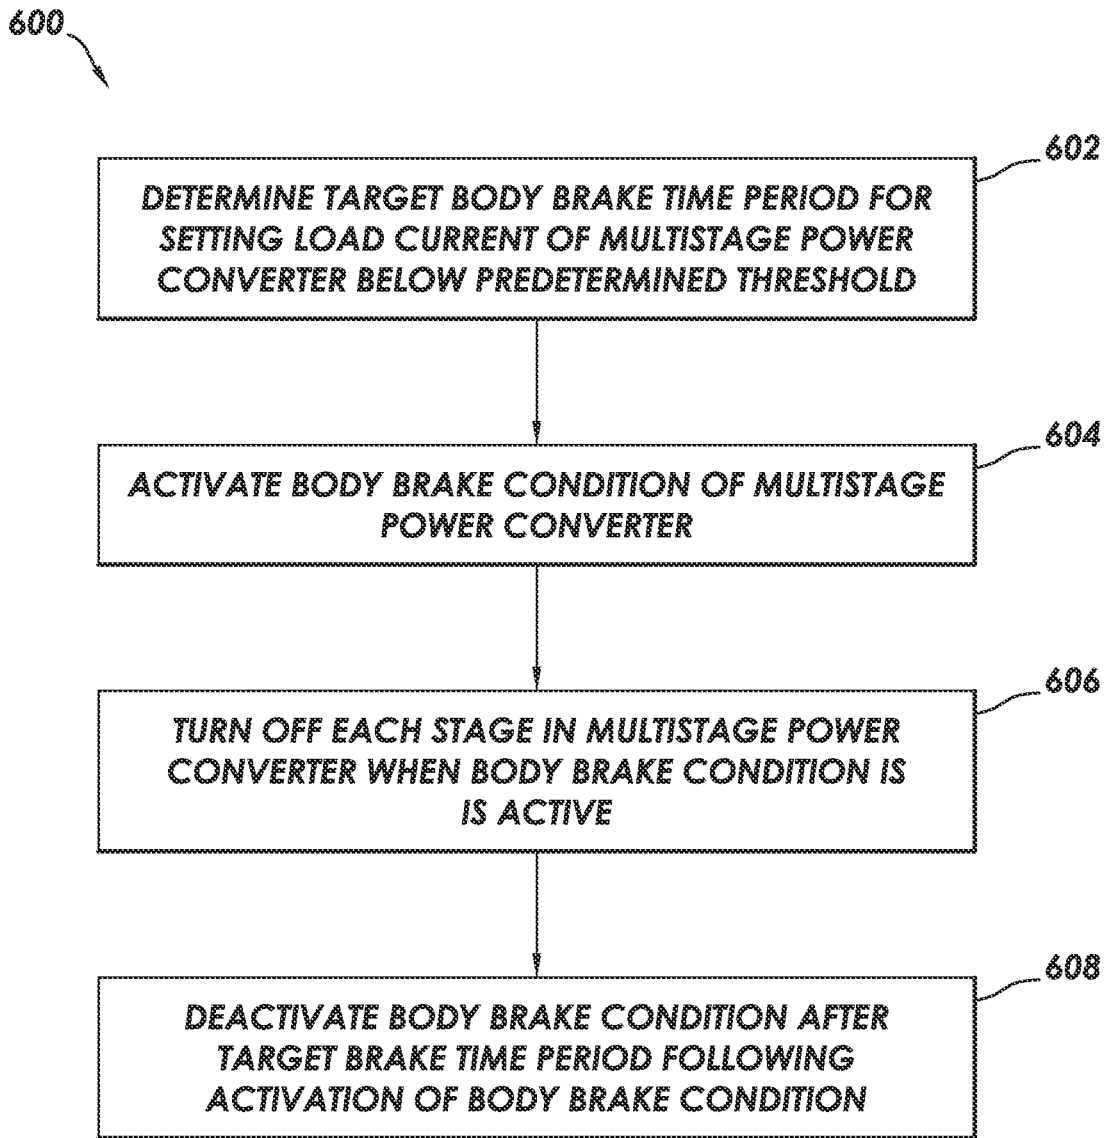 600
602
DETERMINE TARGET BODY BRAKE TIME PERIOD FOR
SETTING LOAD CURRENT OF MULTISTAGE POWER
CONVERTER BELOW PREDETERMINED THRESHOLD
604
ACTIVATE BODY BRAKE CONDITION OF MULTISTAGE
POWER CONVERTER
606
TURN OFF EACH STAGE IN MULTISTAGE POWER
CONVERTER WHEN BODY BRAKE CONDITION IS
IS ACTIVE
608
DEACTIVATE BODY BRAKE CONDITION AFTER
TARGET BRAKE TIME PERIOD FOLLOWING
ACTIVATION OF BODY BRAKE CONDITION